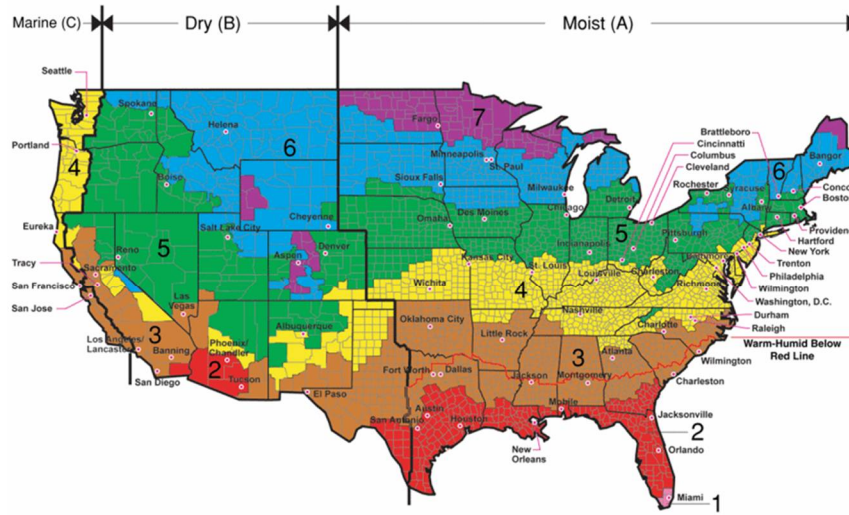 Marine (C)
Dry (B)
Moist (A)
Seattle
Spokane
Helena
6
Fargo
7
Brattleboro
Cincinnatti
Columbus
Cleveland
Portland
4
Minneapolis
St. Paul
6
Bangor
Boise
Sioux Falls
Milwaukee
Rochester
Syracuse
Conco
Boston
Eureka
Cheyenne
Chicago
Detroit
Albany
Salt Lake City
Omaha
Des Moines
Providen
Reno
5
Aspen
Denver
Indianapolis
5
Pittsburgh
Hartford
New York
Tracy
Sacramento
Kansas City
St. Louis
Baltimore
Trenton
San Francisco
Wichita
4
Louisville
Charleston
Richmond
Philadelphia
Wilmington
San Jose
Las
Vegas
Washington, D.C.
3
Albuquerque
Oklahoma City
Nashville
Durham
Raleigh
Los Angeles/
Lancaster
Phoenix/
Chandler
Little Rock
Charlotte
Warm-Humid Below
Red Line
Banning
2
3
Atlanta
Wilmington
San Diego
Tucson
Fort Worth
Dallas
Jackson
Montgomery
Charleston
El Paso
San Antonio
Austin
Houston
Mobile
Jacksonville
New
Orleans
2
Orlando
Miami
1